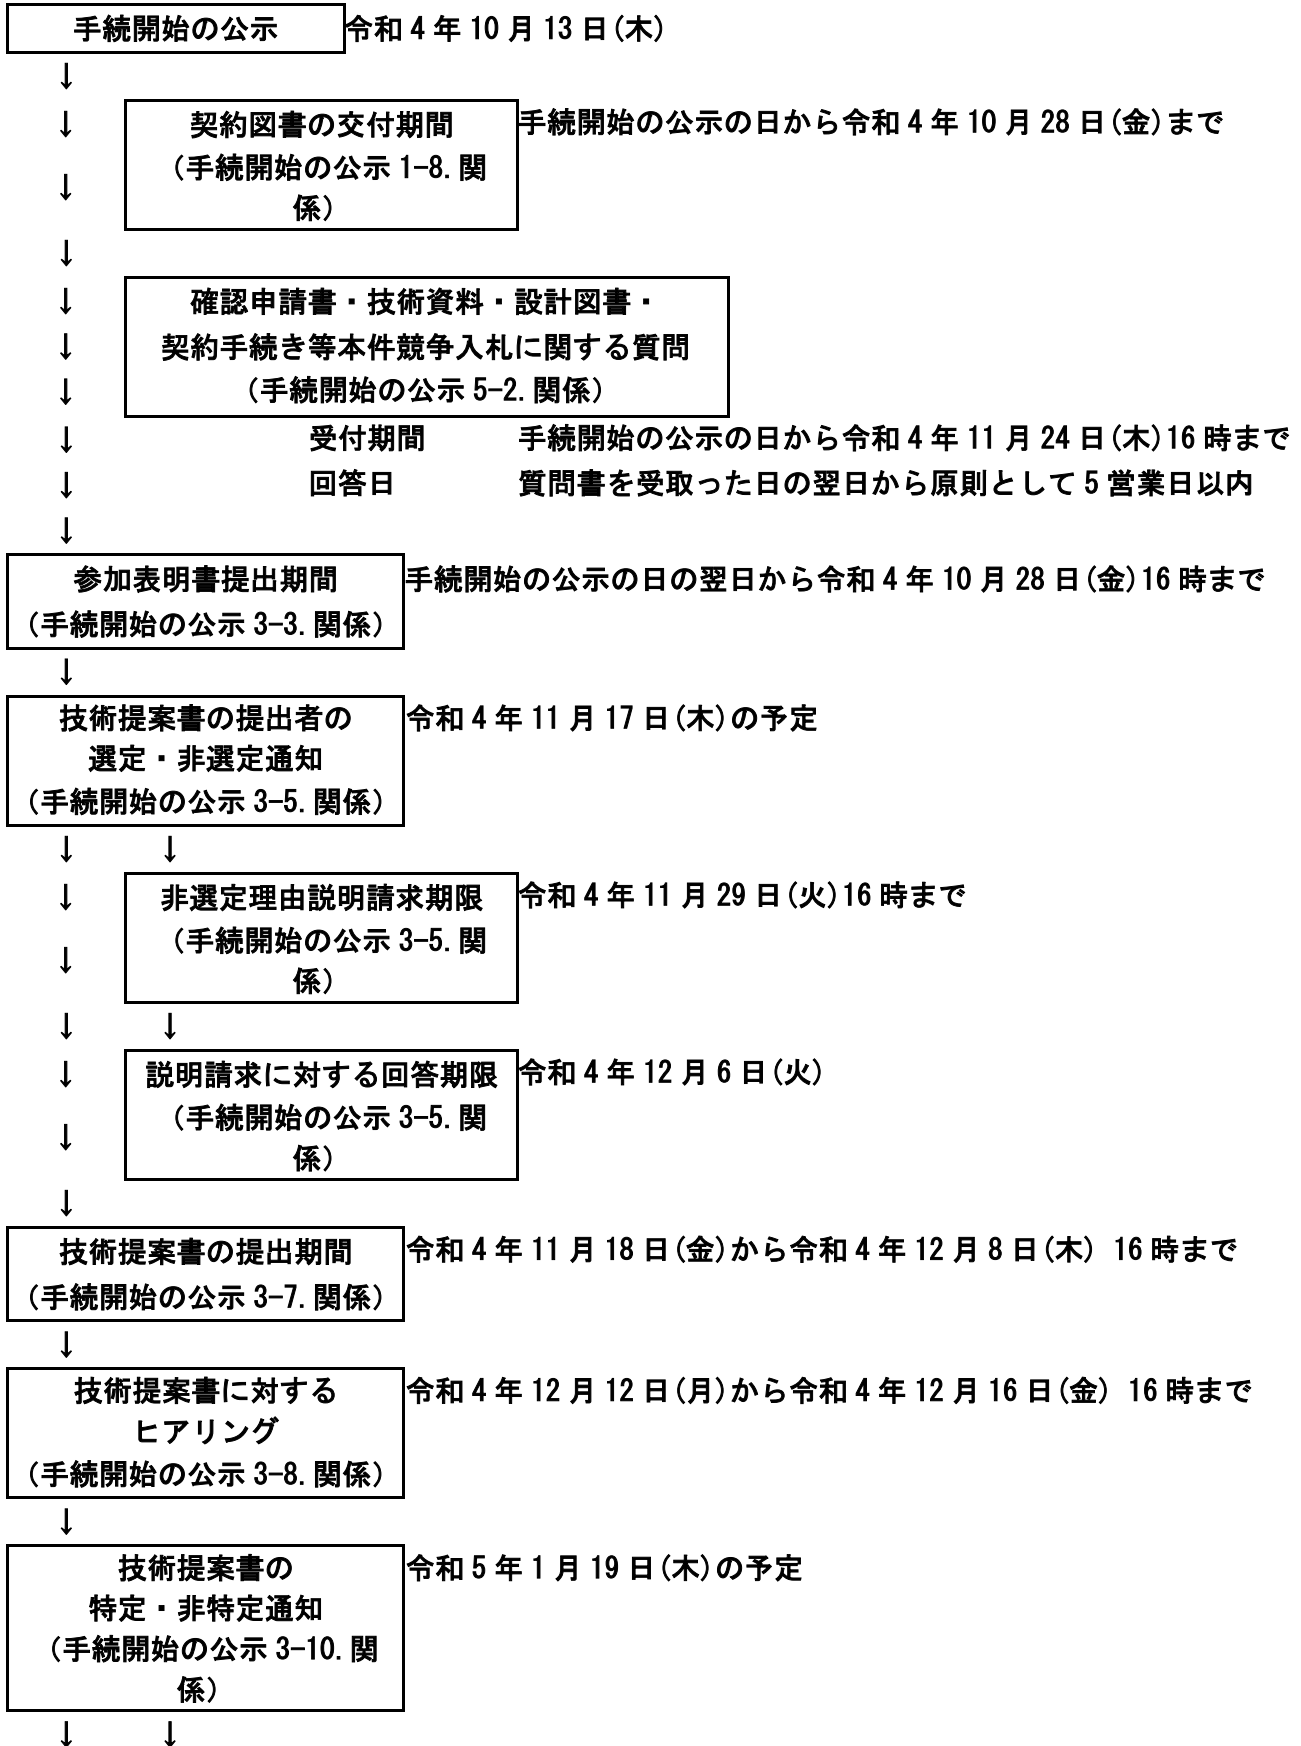 手続開始の公示 令和4年10月13日(木)
↓
↓ 契約図書の交付期間 手続開始の公示の日から令和4年10月28日(金)まで
(手続開始の公示1-8.関
↓
係)
↓
↓ 確認申請書・技術資料・設計図書・
↓ 契約手続き等本件競争入札に関する質問
↓ (手続開始の公示5-2.関係)
↓ 受付期間 手続開始の公示の日から令和4年11月24日(木)16時まで
↓ 回答日 質問書を受取った日の翌日から原則として5営業日以内
↓
参加表明書提出期間 手続開始の公示の日の翌日から令和4年10月28日(金)16時まで
(手続開始の公示3-3.関係)
↓
技術提案書の提出者の 令和4年11月17日(木)の予定
選定・非選定通知
(手続開始の公示3-5.関係)
↓ ↓
↓ 非選定理由説明請求期限 令和4年11月29日(火)16時まで
(手続開始の公示3-5.関
↓
係)
↓ ↓
↓ 説明請求に対する回答期限 令和4年12月6日(火)
(手続開始の公示3-5.関
↓
係)
↓
技術提案書の提出期間 令和4年11月18日(金)から令和4年12月8日(木) 16時まで
(手続開始の公示3-7.関係)
↓
技術提案書に対する 令和4年12月12日(月)から令和4年12月16日(金) 16時まで
ヒアリング
(手続開始の公示3-8.関係)
↓
技術提案書の 令和5年1月19日(木)の予定
特定・非特定通知
(手続開始の公示3-10.関
係)
↓ ↓